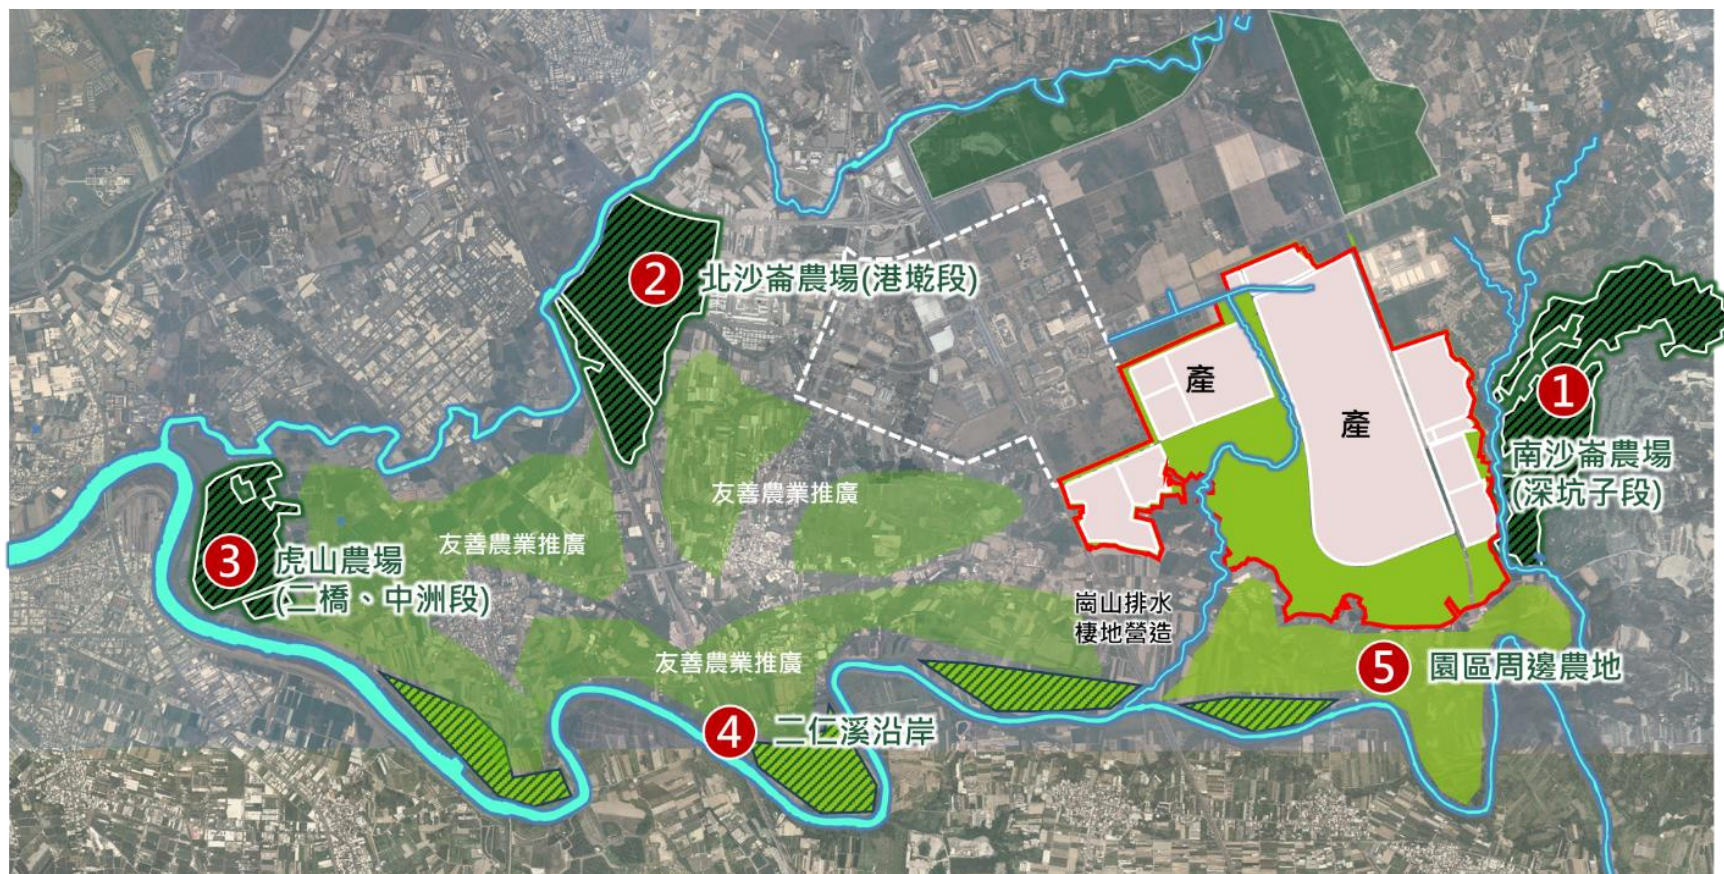 2 北沙崙農場(港墘段)
產
產
1
南沙崙農場
(深坑子段)
友善農業推廣
友善農業推廣
3 虎山農場
(二橋、中洲段)
崗山排水
棲地營造
友善農業推廣
5 園區周邊農地
4 二仁溪沿岸